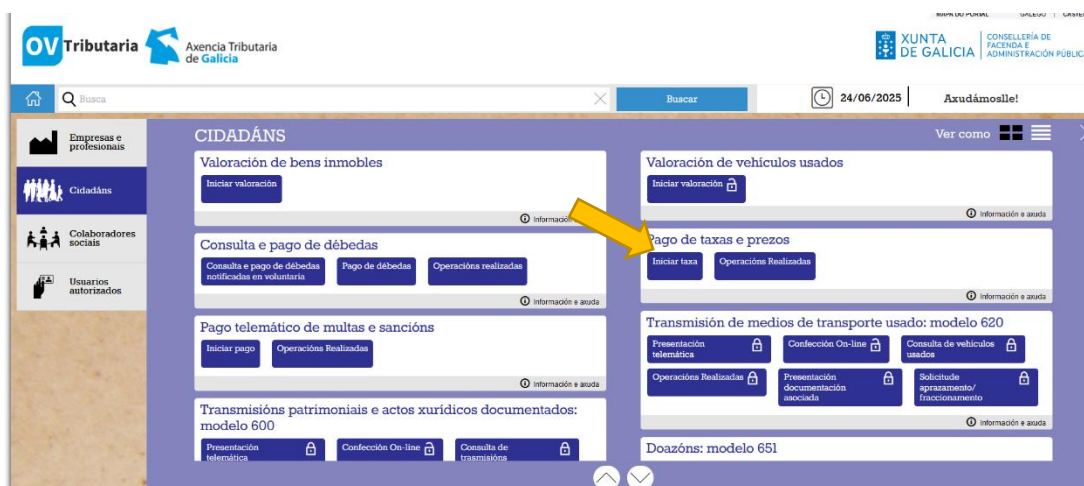 MAPA DO PORTAL GALEGO
OV Tributaria
Axencia Tributaria
de Galicia
XUNTA
DE GALICIA
CONSELLERÍA DE
FACENDA E
ADMINISTRACIÓN PÚBLICA
Busca
Buscar
24/06/2025
Axudámoslle!
Empresas e
profesionais
Cidadáns
Colaboradores
sociais
Usuarios
autorizados
CIDADÁNS
Ver como
Valoración de bens inmobles
Iniciar valoración
Valoración de vehículos usados
Iniciar valoración
Información e axuda
Consulta e pago de débedas
Consulta e pago de débedas
notificadas en voluntaria
Pago de débedas
Operacións realizadas
Información e axuda
Pago de taxas e prezos
Iniciar taxa
Operacións Realizadas
Información e axuda
Pago telemático de multas e sancións
Iniciar pago
Operacións Realizadas
Información e axuda
Transmisión de medios de transporte usado: modelo 620
Presentación
telemática
Confección On-line
Consulta de vehículos
usados
Operacións Realizadas
Presentación
documentación
asociada
Solicitude
aprazamento/
fraccionamento
Información e axuda
Transmisións patrimoniais e actos xurídicos documentados:
modelo 600
Presentación
telemática
Confección On-line
Consulta de
trasmisións
Doazóns: modelo 651